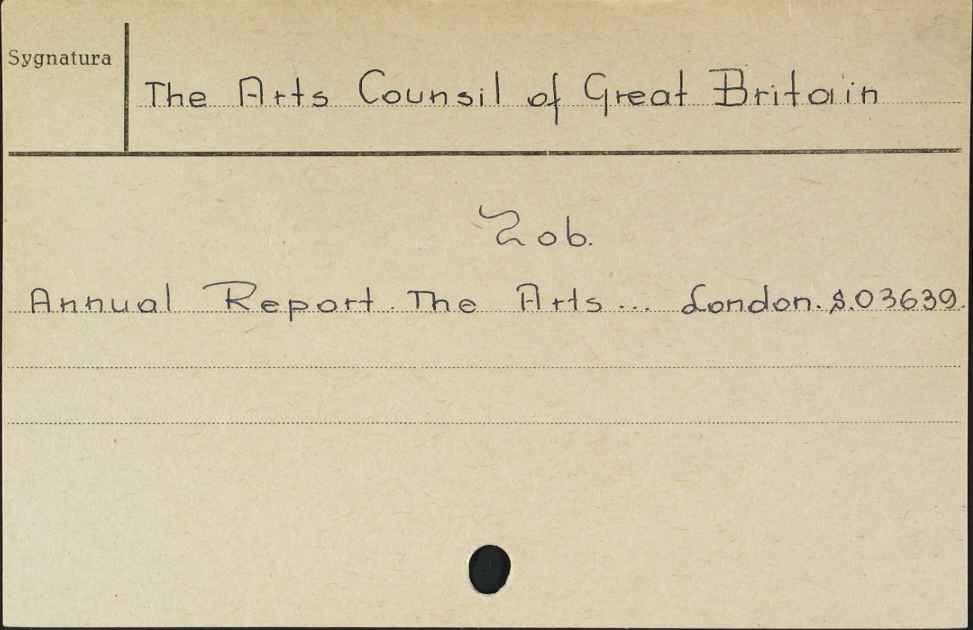 Sygnatura
The Arts Counsil of Great Britain
Zob.
Annual Report. The Arts... London. S.03639.